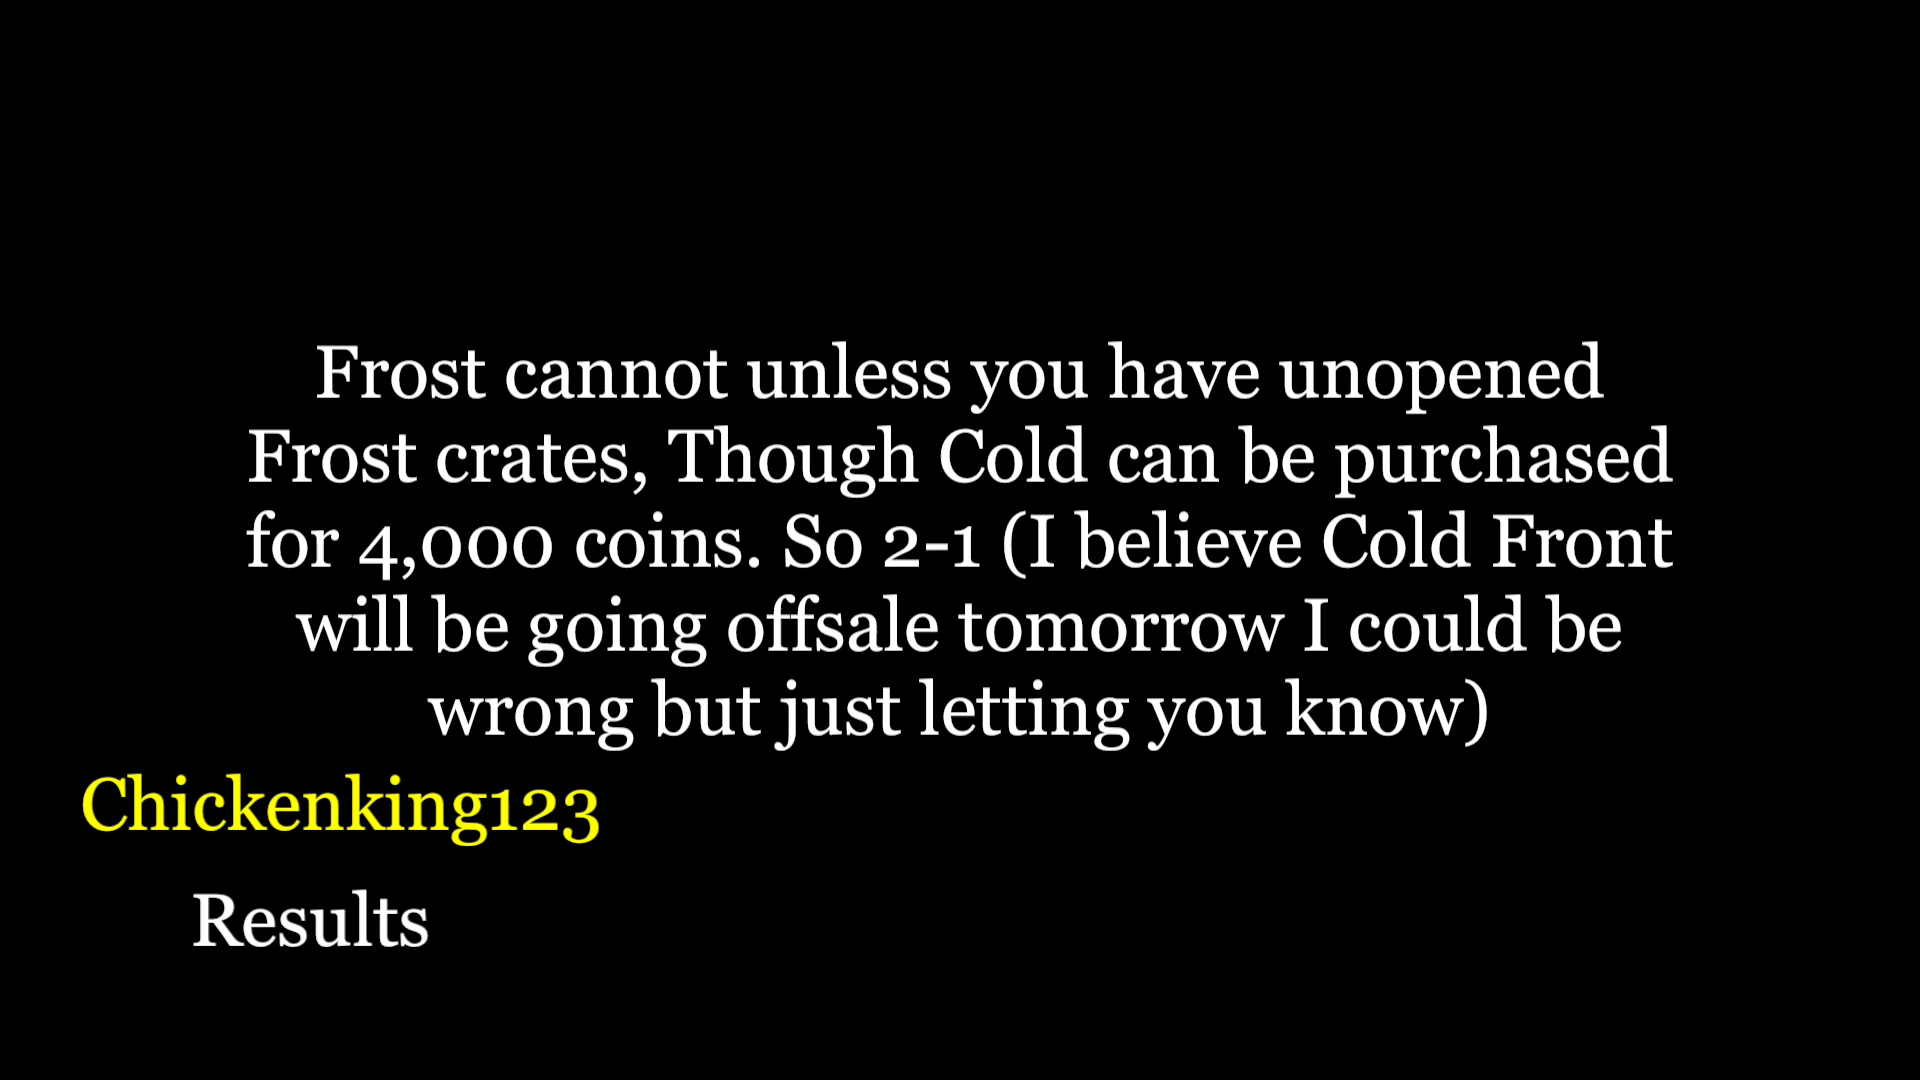 Frost cannot unless you have unopened
Frost crates, Though Cold can be purchased
for 4,000 coins. So 2-1 (I believe Cold Front
will be going offsale tomorrow I could be
wrong but just letting you know)
Chickenking123
Results